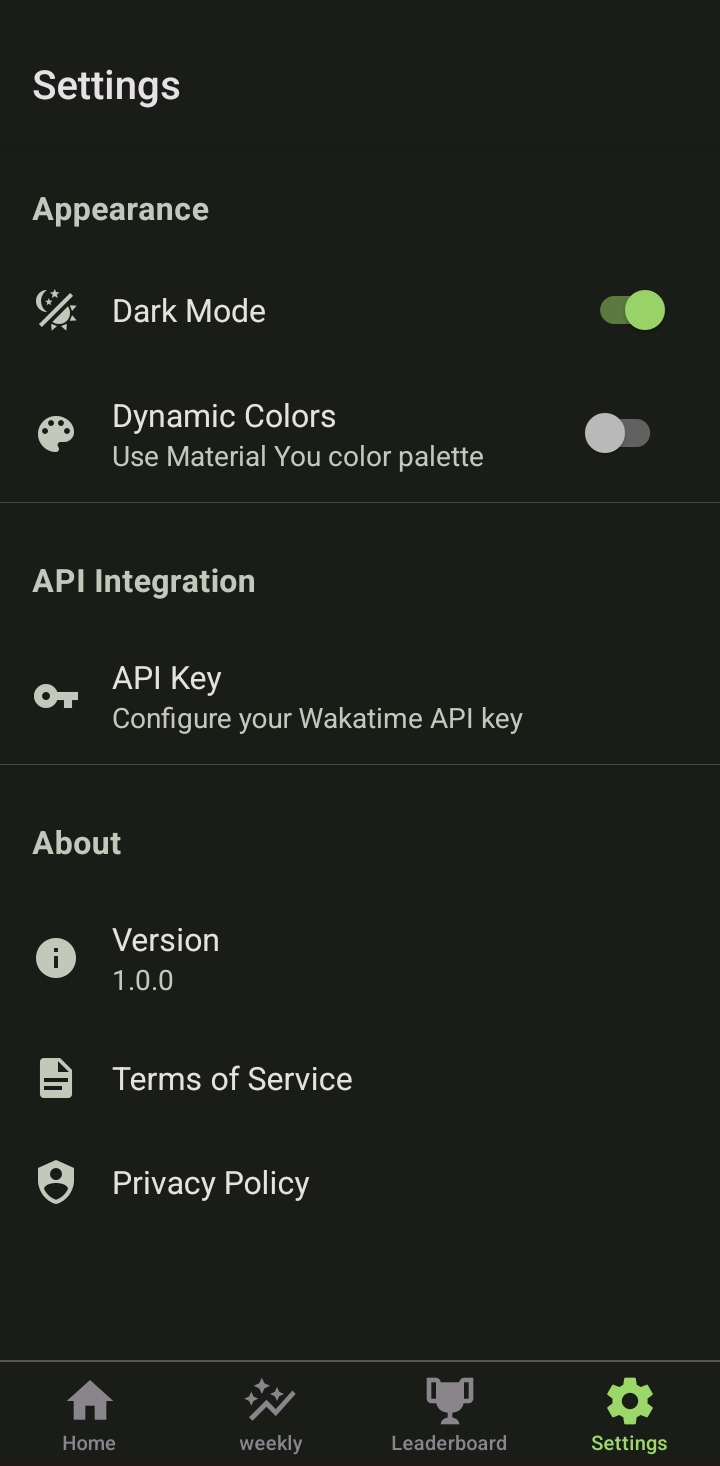 Settings
Appearance
Dark Mode
Dynamic Colors
Use Material You color palette
API Integration
API Key
Configure your Wakatime API key
About
Version
1.0.0
Terms of Service
Privacy Policy
Home
weekly
Leaderboard
Settings